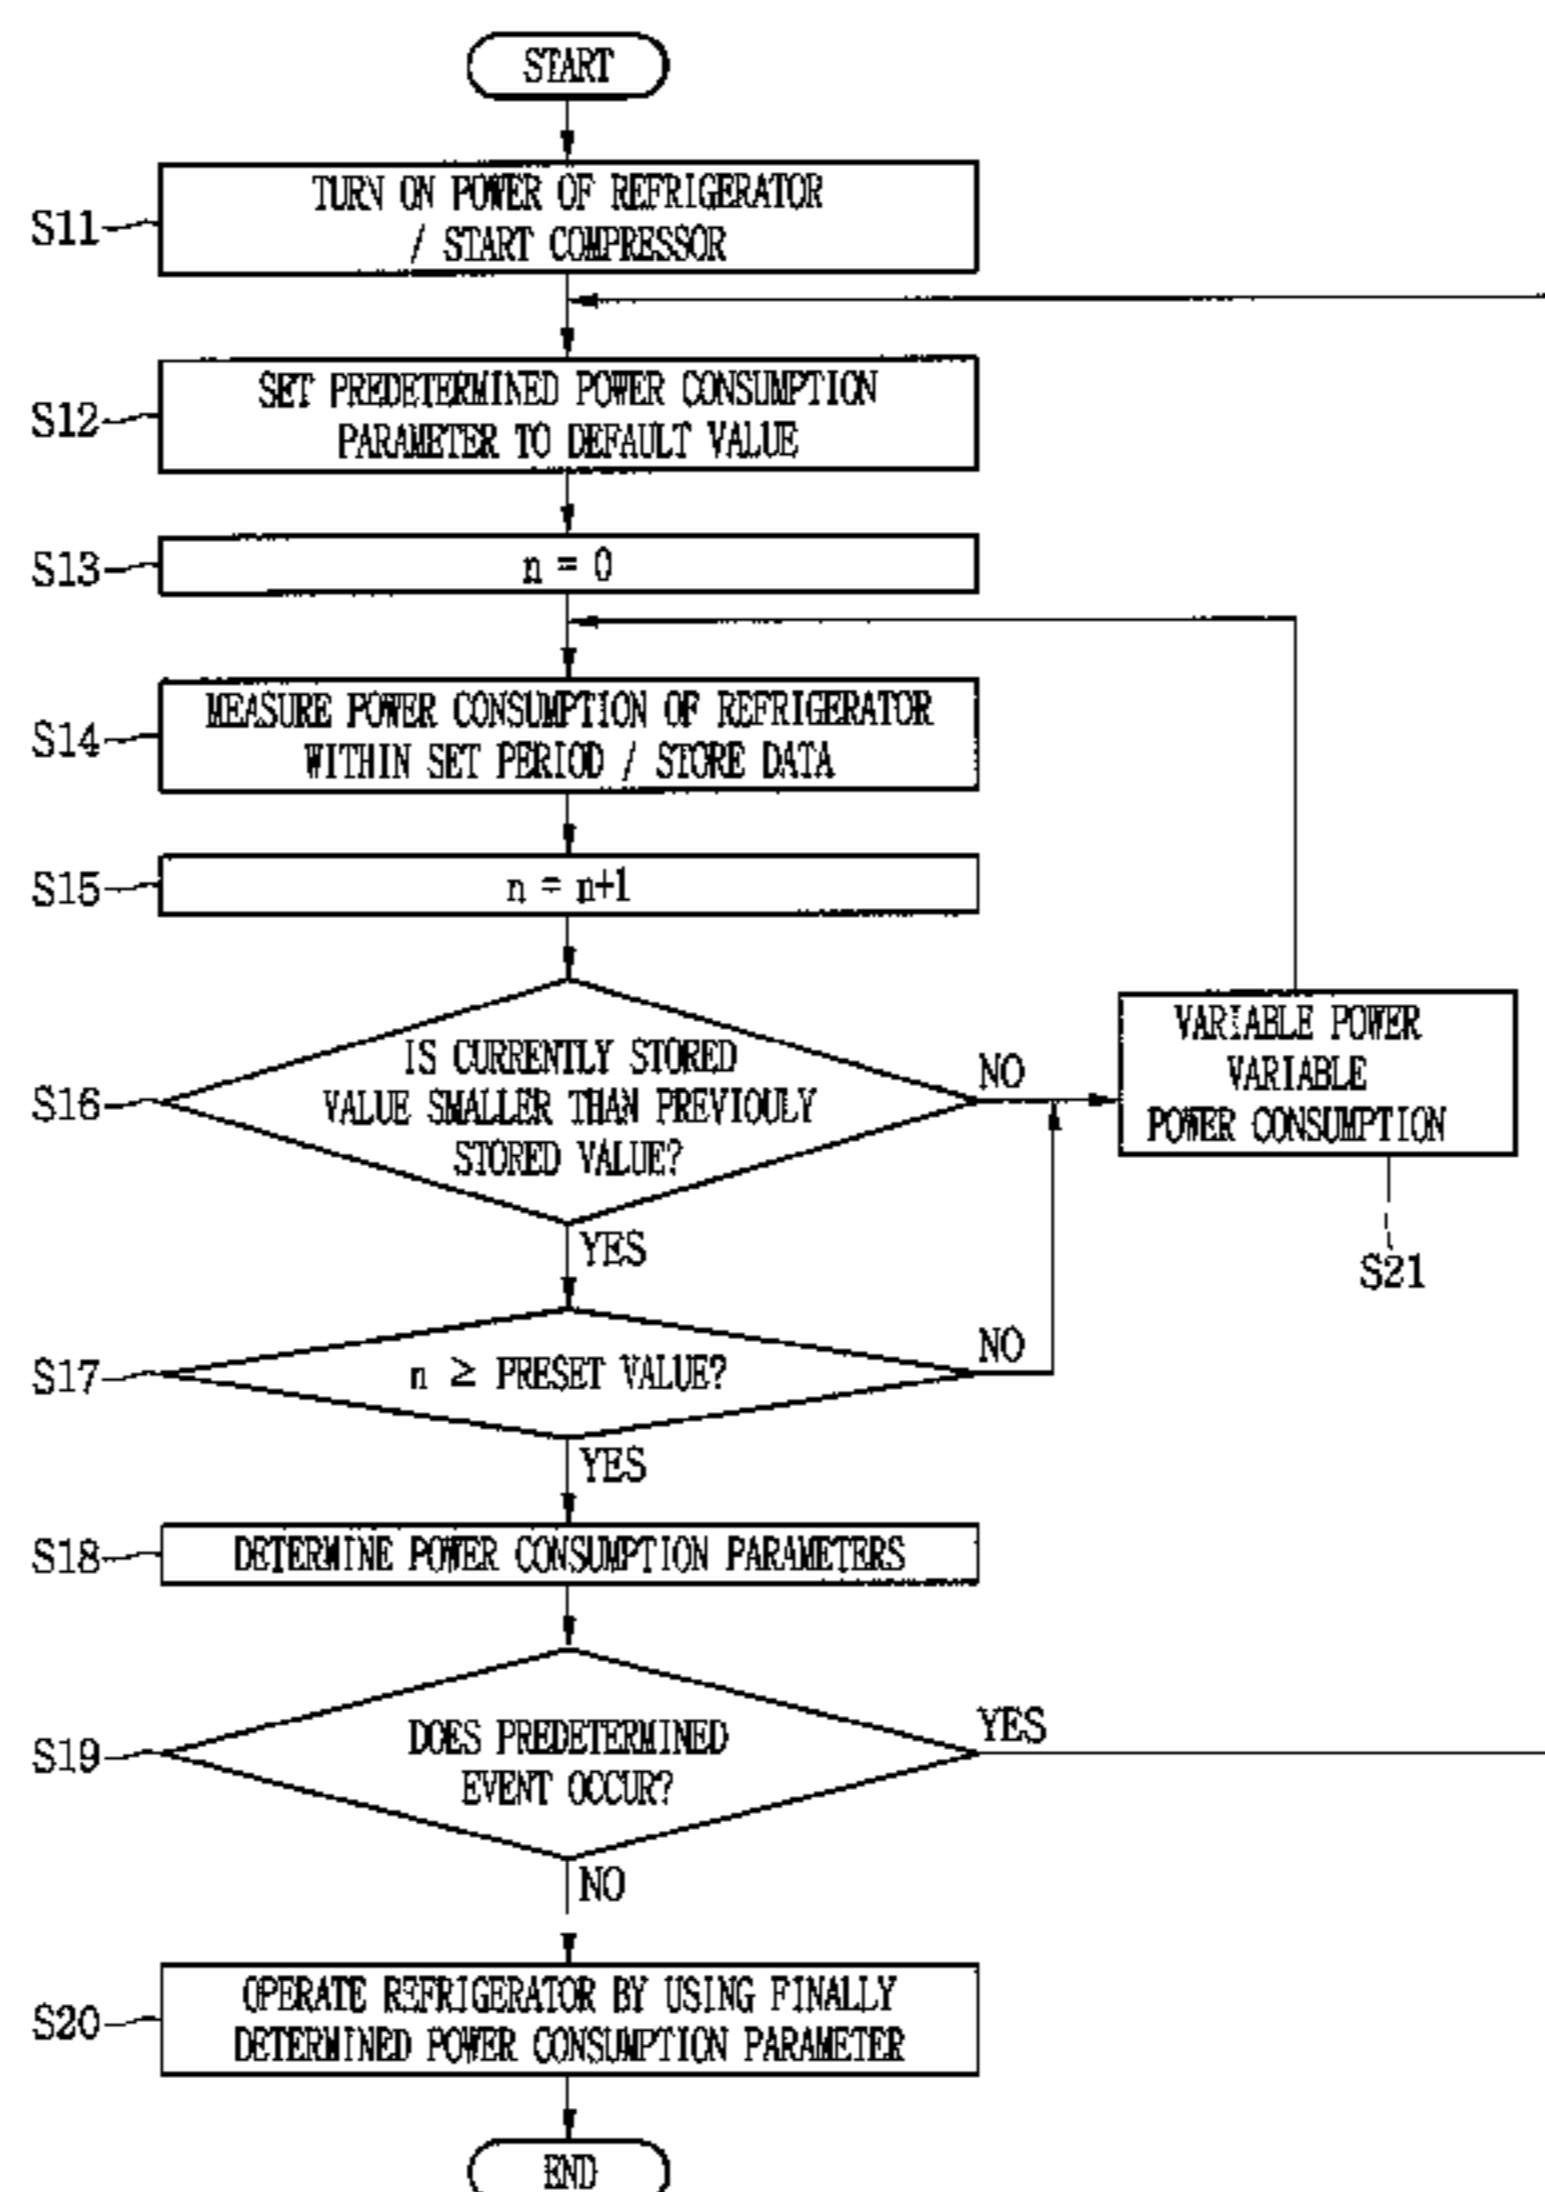 START
S11
TURN ON POWER OF REFRIGERATOR
/ START COMPRESSOR
S12
SET PREDETERMINED POWER CONSUMPTION
PARAMETER TO DEFAULT VALUE
S13
n = 0
S14
MEASURE POWER CONSUMPTION OF REFRIGERATOR
WITHIN SET PERIOD / STORE DATA
S15
n = n+1
S16
IS CURRENTLY STORED
VALUE SMALLER THAN PREVIOULY
STORED VALUE?
NO
VARIABLE POWER
VARIABLE
POWER CONSUMPTION
S21
YES
S17
n ≥ PRESET VALUE?
NO
YES
S18
DETERMINE POWER CONSUMPTION PARAMETERS
S19
DOES PREDETERMINED
EVENT OCCUR?
YES
NO
S20
OPERATE REFRIGERATOR BY USING FINALLY
DETERMINED POWER CONSUMPTION PARAMETER
END